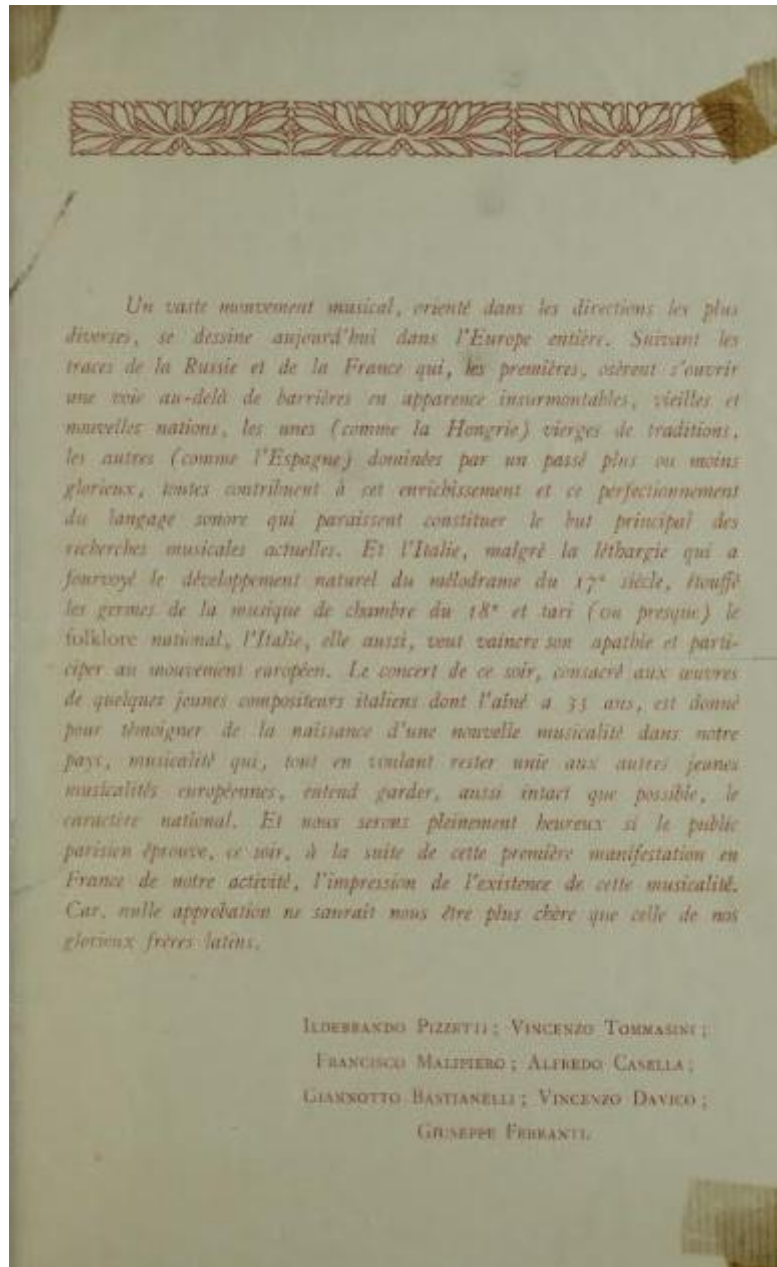 Un vaste mouvement musical, orienté dans les directions les plus
diverses, se dessine aujourd'hui dans l'Europe entière. Suivant les
traces de la Russie et de la France qui, les premières, osèrent s'ouvrir
une voie au-delà de barrières en apparence insurmontables, vieilles et
nouvelles nations, les unes (comme la Hongrie) vierges de traditions,
les autres (comme l'Espagne) dominées par un passé plus ou moins
glorieux, toutes contribuent à cet enrichissement et ce perfectionnement
du langage sonore qui paraissent constituer le but principal des
recherches musicales actuelles. Et l'Italie, malgré la léthargie qui a
fourvoyé le développement naturel du mélodrame du 17e siècle, étouffé
les germes de la musique de chambre du 18e et tari (ou presque) le
folklore national, l'Italie, elle aussi, veut vaincre son apathie et parti-
ciper au mouvement européen. Le concert de ce soir, consacré aux œuvres
de quelques jeunes compositeurs italiens dont l'aîné a 35 ans, est donné
pour témoigner de la naissance d'une nouvelle musicalité dans notre
pays, musicalité qui, tout en voulant rester unie aux autres jeunes
musicalités européennes, entend garder, aussi intact que possible, le
caractère national. Et nous serons pleinement heureux si le public
parisien éprouve, ce soir, à la suite de cette première manifestation en
France de notre activité, l'impression de l'existence de cette musicalité.
Car, nulle approbation ne saurait nous être plus chère que celle de nos
glorieux frères latins.
ILDEBRANDO PIZZETTI; VINCENZO TOMMASINI;
FRANCISCO MALIPIERO; ALFREDO CASELLA;
GIANNOTTO BASTIANELLI; VINCENZO DAVICO;
GIUSEPPE FERRANTI.